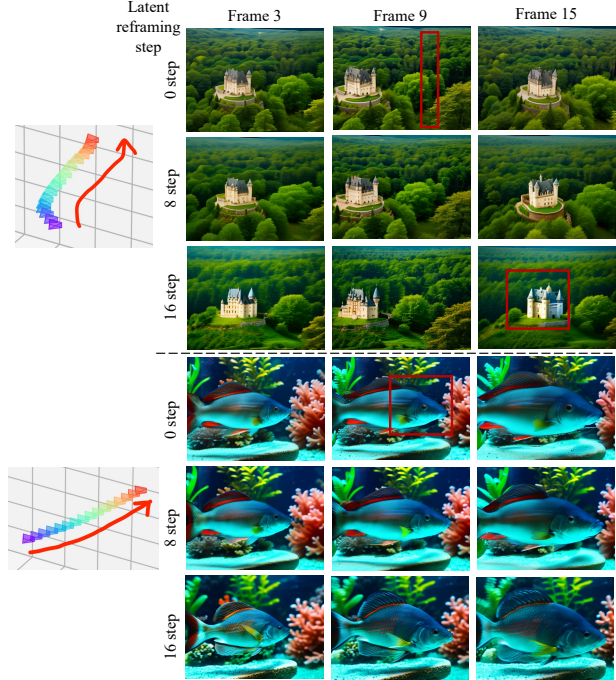 Latent
reframing
step
Frame 3
Frame 9
Frame 15
0 step
8 step
16 step
0 step
8 step
16 step